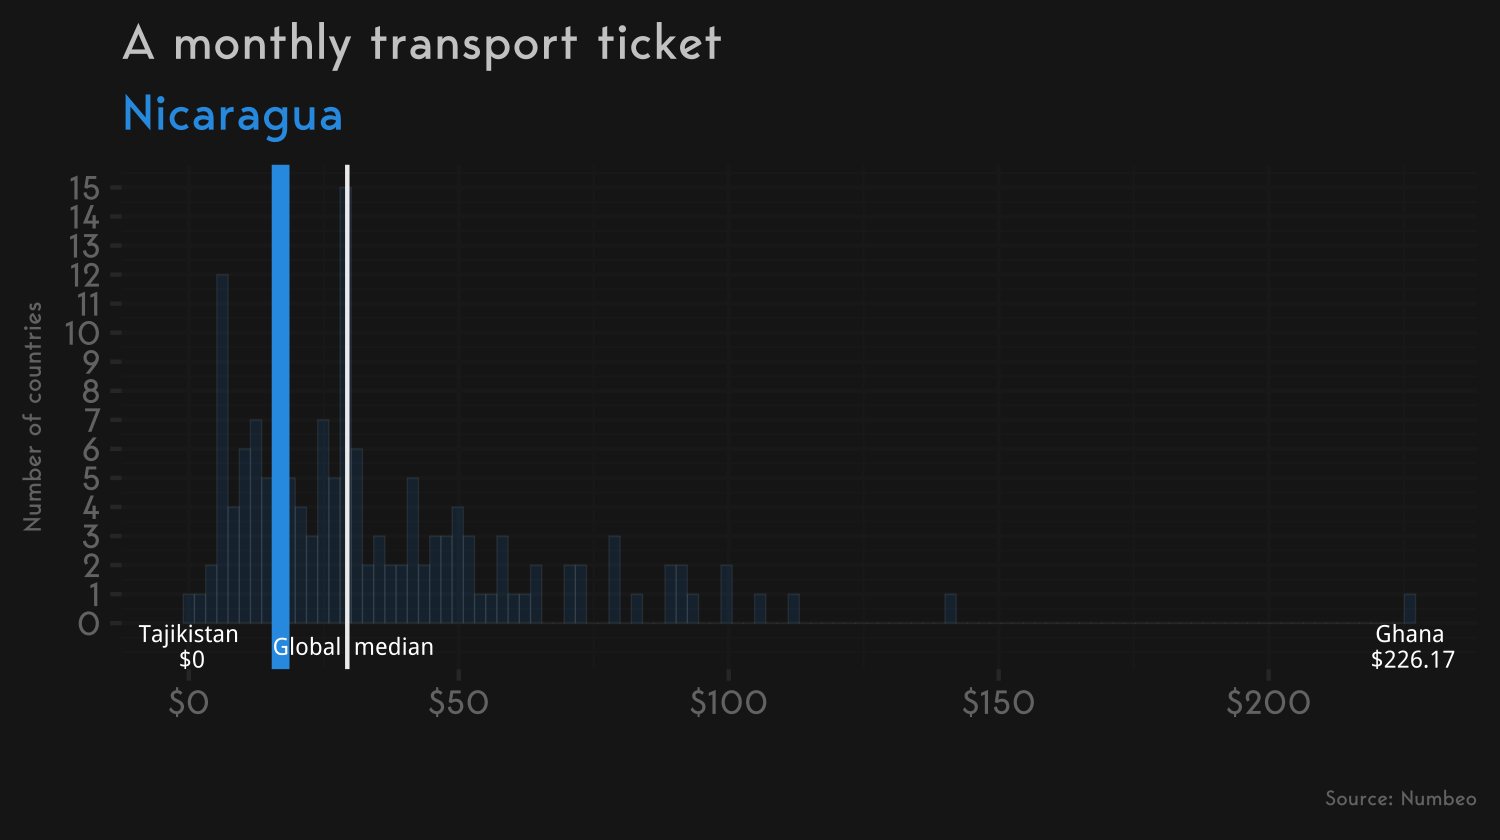 A monthly transport ticket
Nicaragua
Number of countries
15
14
13
12
11
10
9
8
7
6
5
4
3
2
1
0
Tajikistan
$0
Global median
Ghana
$226.17
$0 $50 $100 $150 $200
Source: Numbeo